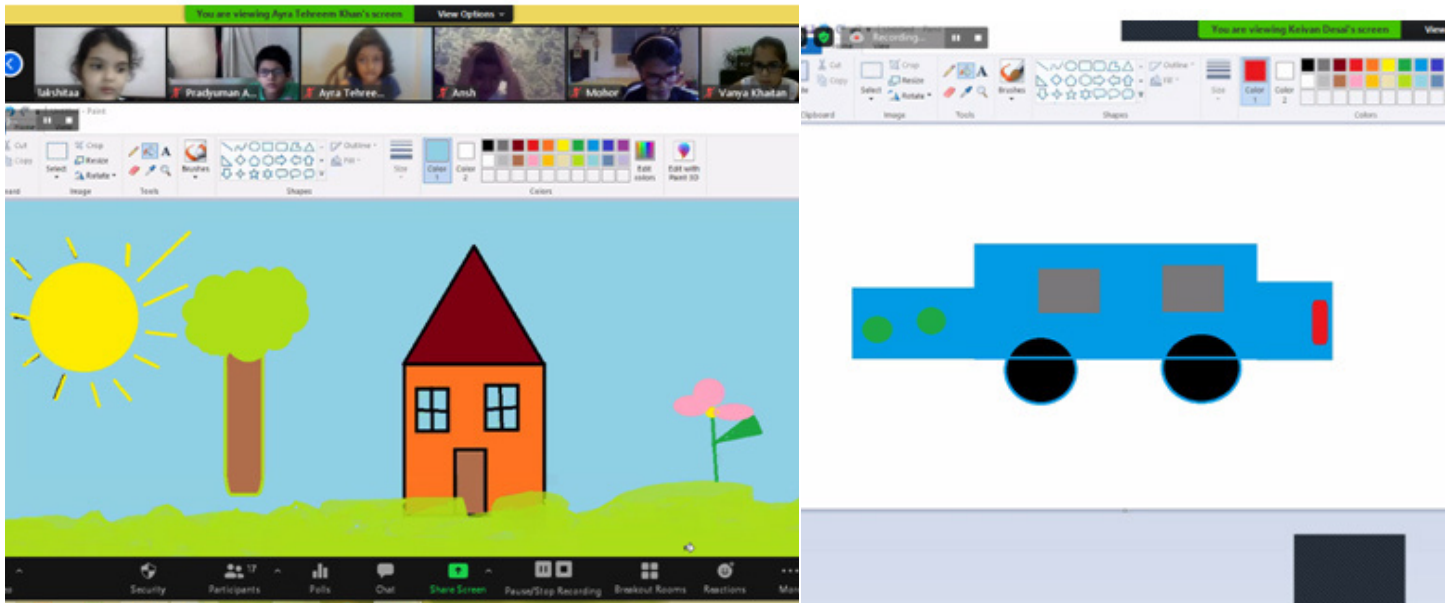 You are viewing Ayra Tehreem Khan's screen
View Options
lakshitaa
Pradyuman A...
Ayra Tehree...
Ansh
Mohor
Vanya Khaitan
Paint
Cut
Copy
Select
Crop
Resize
Rotate
Image
Tools
Brushes
Shapes
Outline
Fill
Size
Color 1
Color 2
Colors
Edit colors
Edit with Paint 3D
Security
Participants
17
Polls
Chat
Share Screen
Pause/Stop Recording
Breakout Rooms
Reactions
Recording...
You are viewing Keivan Desai's screen
View
Cut
Copy
Clipboard
Select
Crop
Resize
Rotate
Image
Tools
Brushes
Shapes
Outline
Fill
Size
Color 1
Color 2
Colors